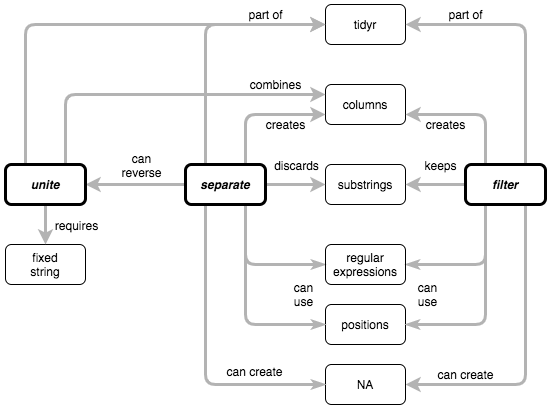 part of
tidyr
part of
combines
columns
creates
creates
can
reverse
discards
keeps
unite
separate
substrings
filter
requires
fixed
string
regular
expressions
can
use
can
use
positions
can create
NA
can create